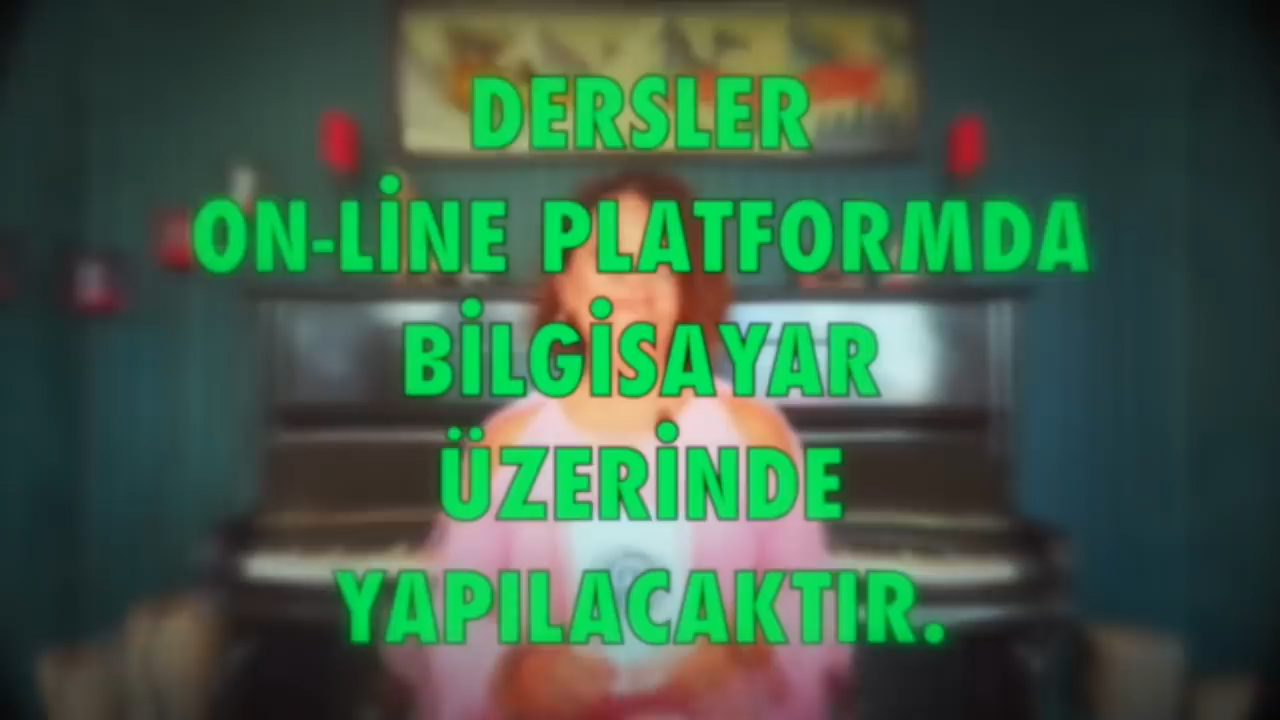 DERSLER
ON-LİNE PLATFORMDA
BİLGİSAYAR
ÜZERİNDE
YAPILACAKTIR.